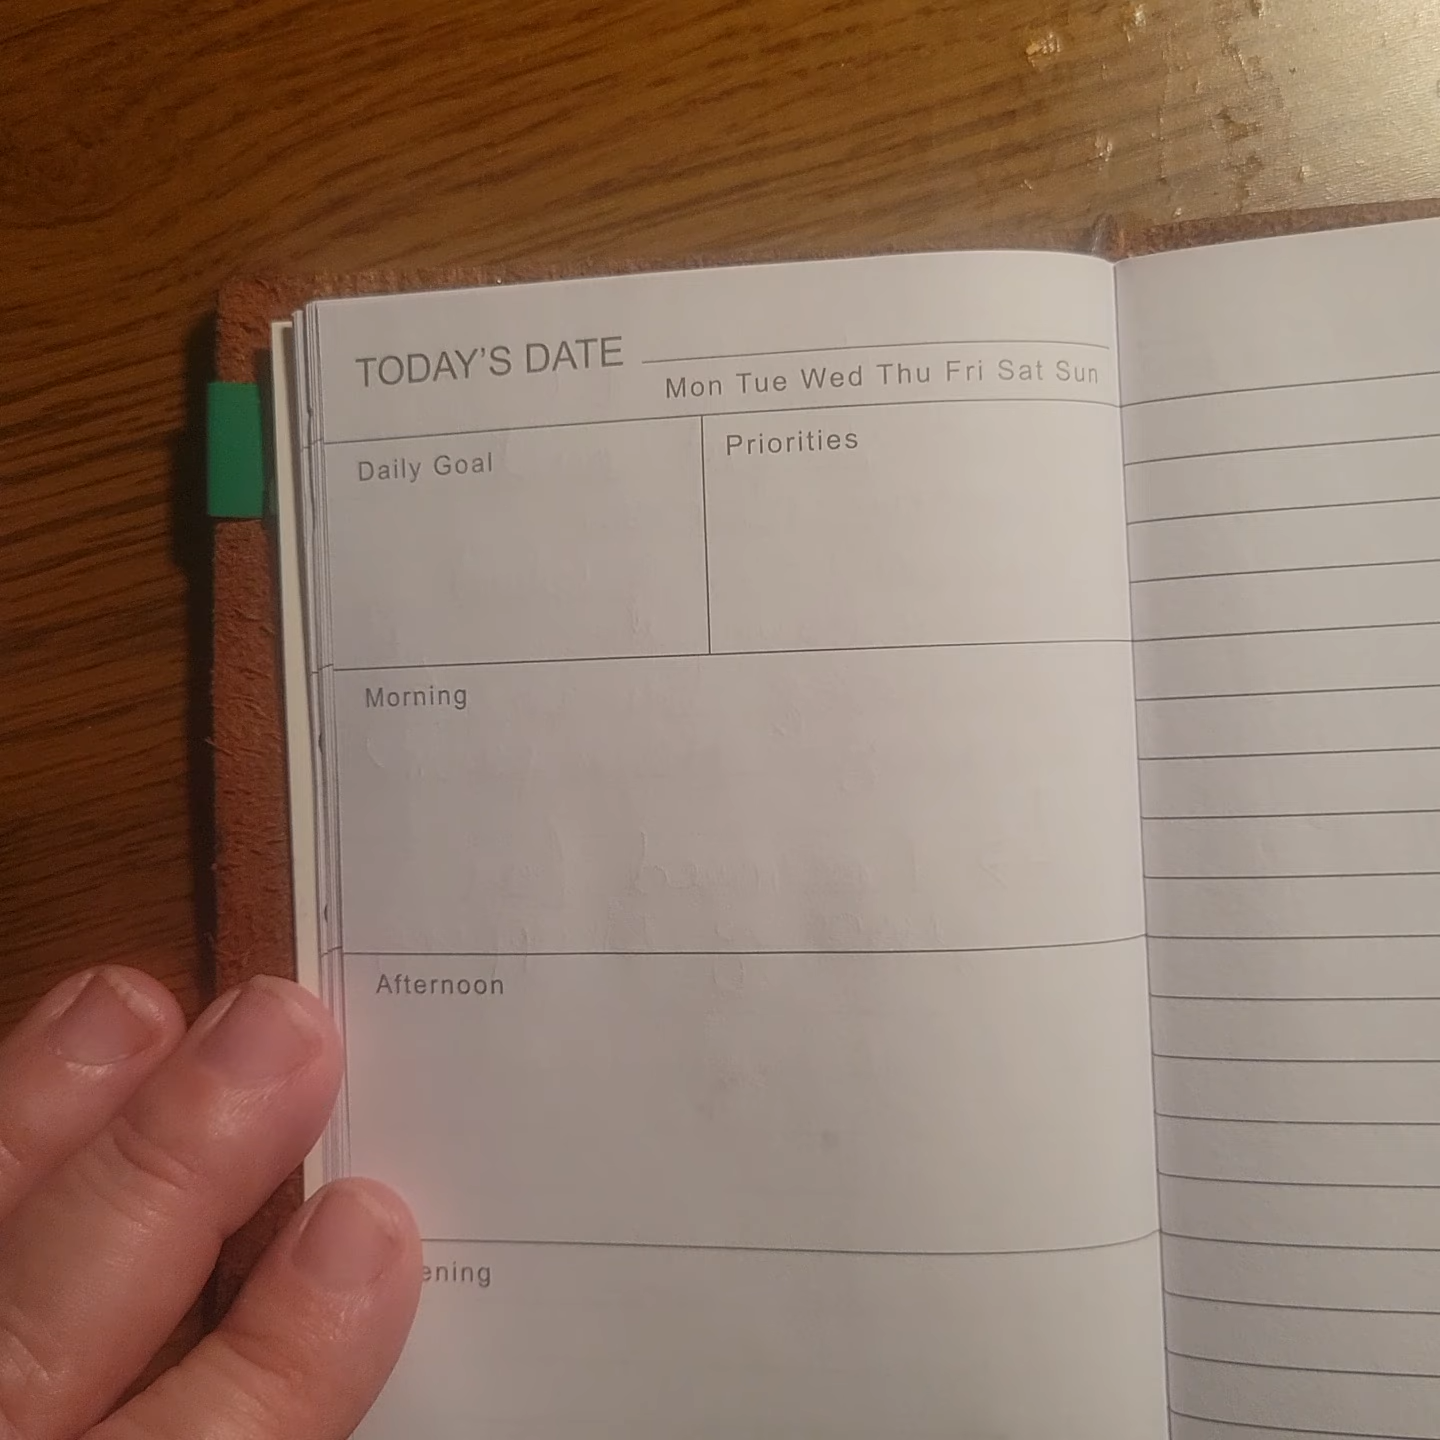 TODAY'S DATE
Mon Tue Wed Thu Fri Sat Sun
Daily Goal
Priorities
Morning
Afternoon
ening